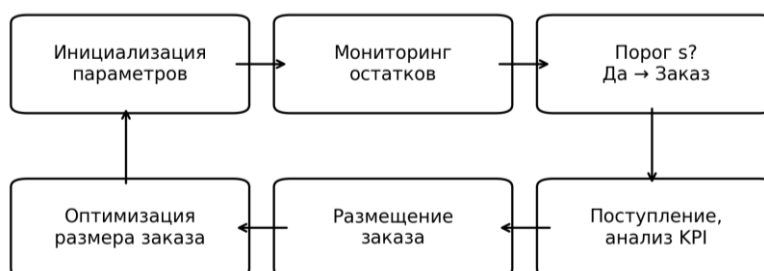 Инициализация
параметров
Мониторинг
остатков
Порог s?
Да → Заказ
Оптимизация
размера заказа
Размещение
заказа
Поступление,
анализ KPI